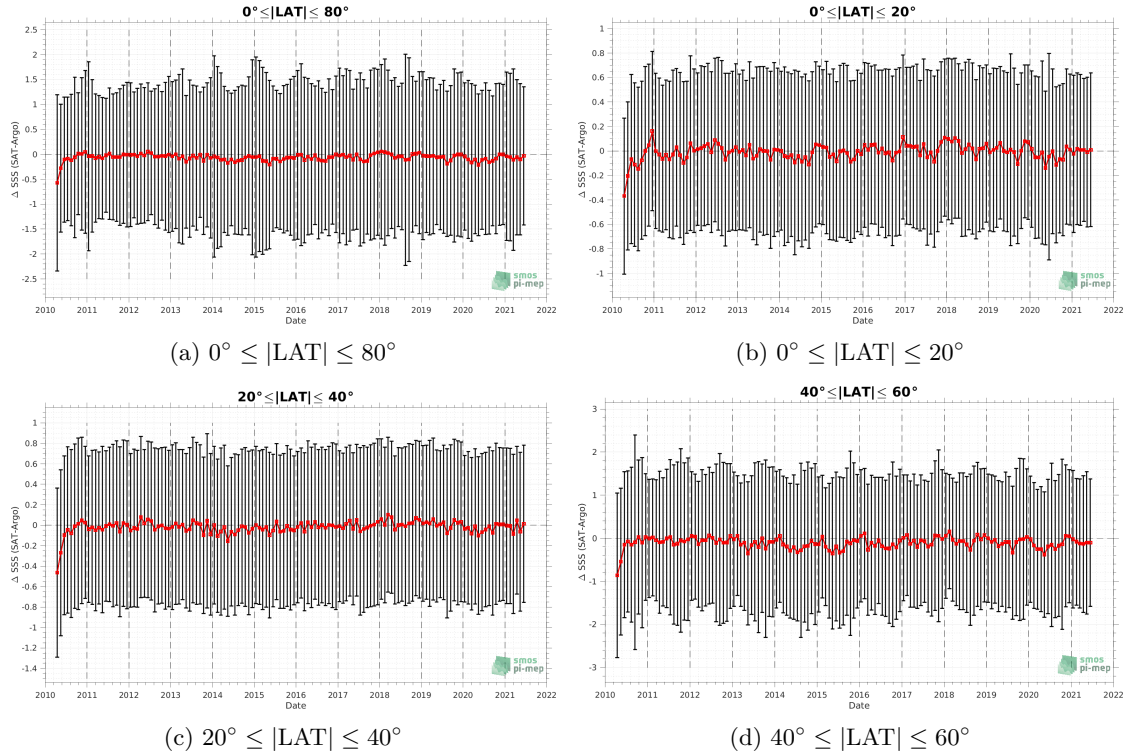 0°≤|LAT|≤ 80°
2.5
2
1.5
1
0.5
0
-0.5
-1
-1.5
-2
-2.5
Δ SSS (SAT-Argo)
smos
pi-mep
2010 2011 2012 2013 2014 2015 2016 2017 2018 2019 2020 2021 2022
Date
(a) 0° ≤ |LAT| ≤ 80°
0°≤|LAT|≤ 20°
1
0.8
0.6
0.4
0.2
0
-0.2
-0.4
-0.6
-0.8
-1
Δ SSS (SAT-Argo)
smos
pi-mep
2010 2011 2012 2013 2014 2015 2016 2017 2018 2019 2020 2021 2022
Date
(b) 0° ≤ |LAT| ≤ 20°
20°≤|LAT|≤ 40°
1
0.8
0.6
0.4
0.2
0
-0.2
-0.4
-0.6
-0.8
-1
-1.2
-1.4
Δ SSS (SAT-Argo)
smos
pi-mep
2010 2011 2012 2013 2014 2015 2016 2017 2018 2019 2020 2021 2022
Date
(c) 20° ≤ |LAT| ≤ 40°
40°≤|LAT|≤ 60°
3
2
1
0
-1
-2
-3
Δ SSS (SAT-Argo)
smos
pi-mep
2010 2011 2012 2013 2014 2015 2016 2017 2018 2019 2020 2021 2022
Date
(d) 40° ≤ |LAT| ≤ 60°